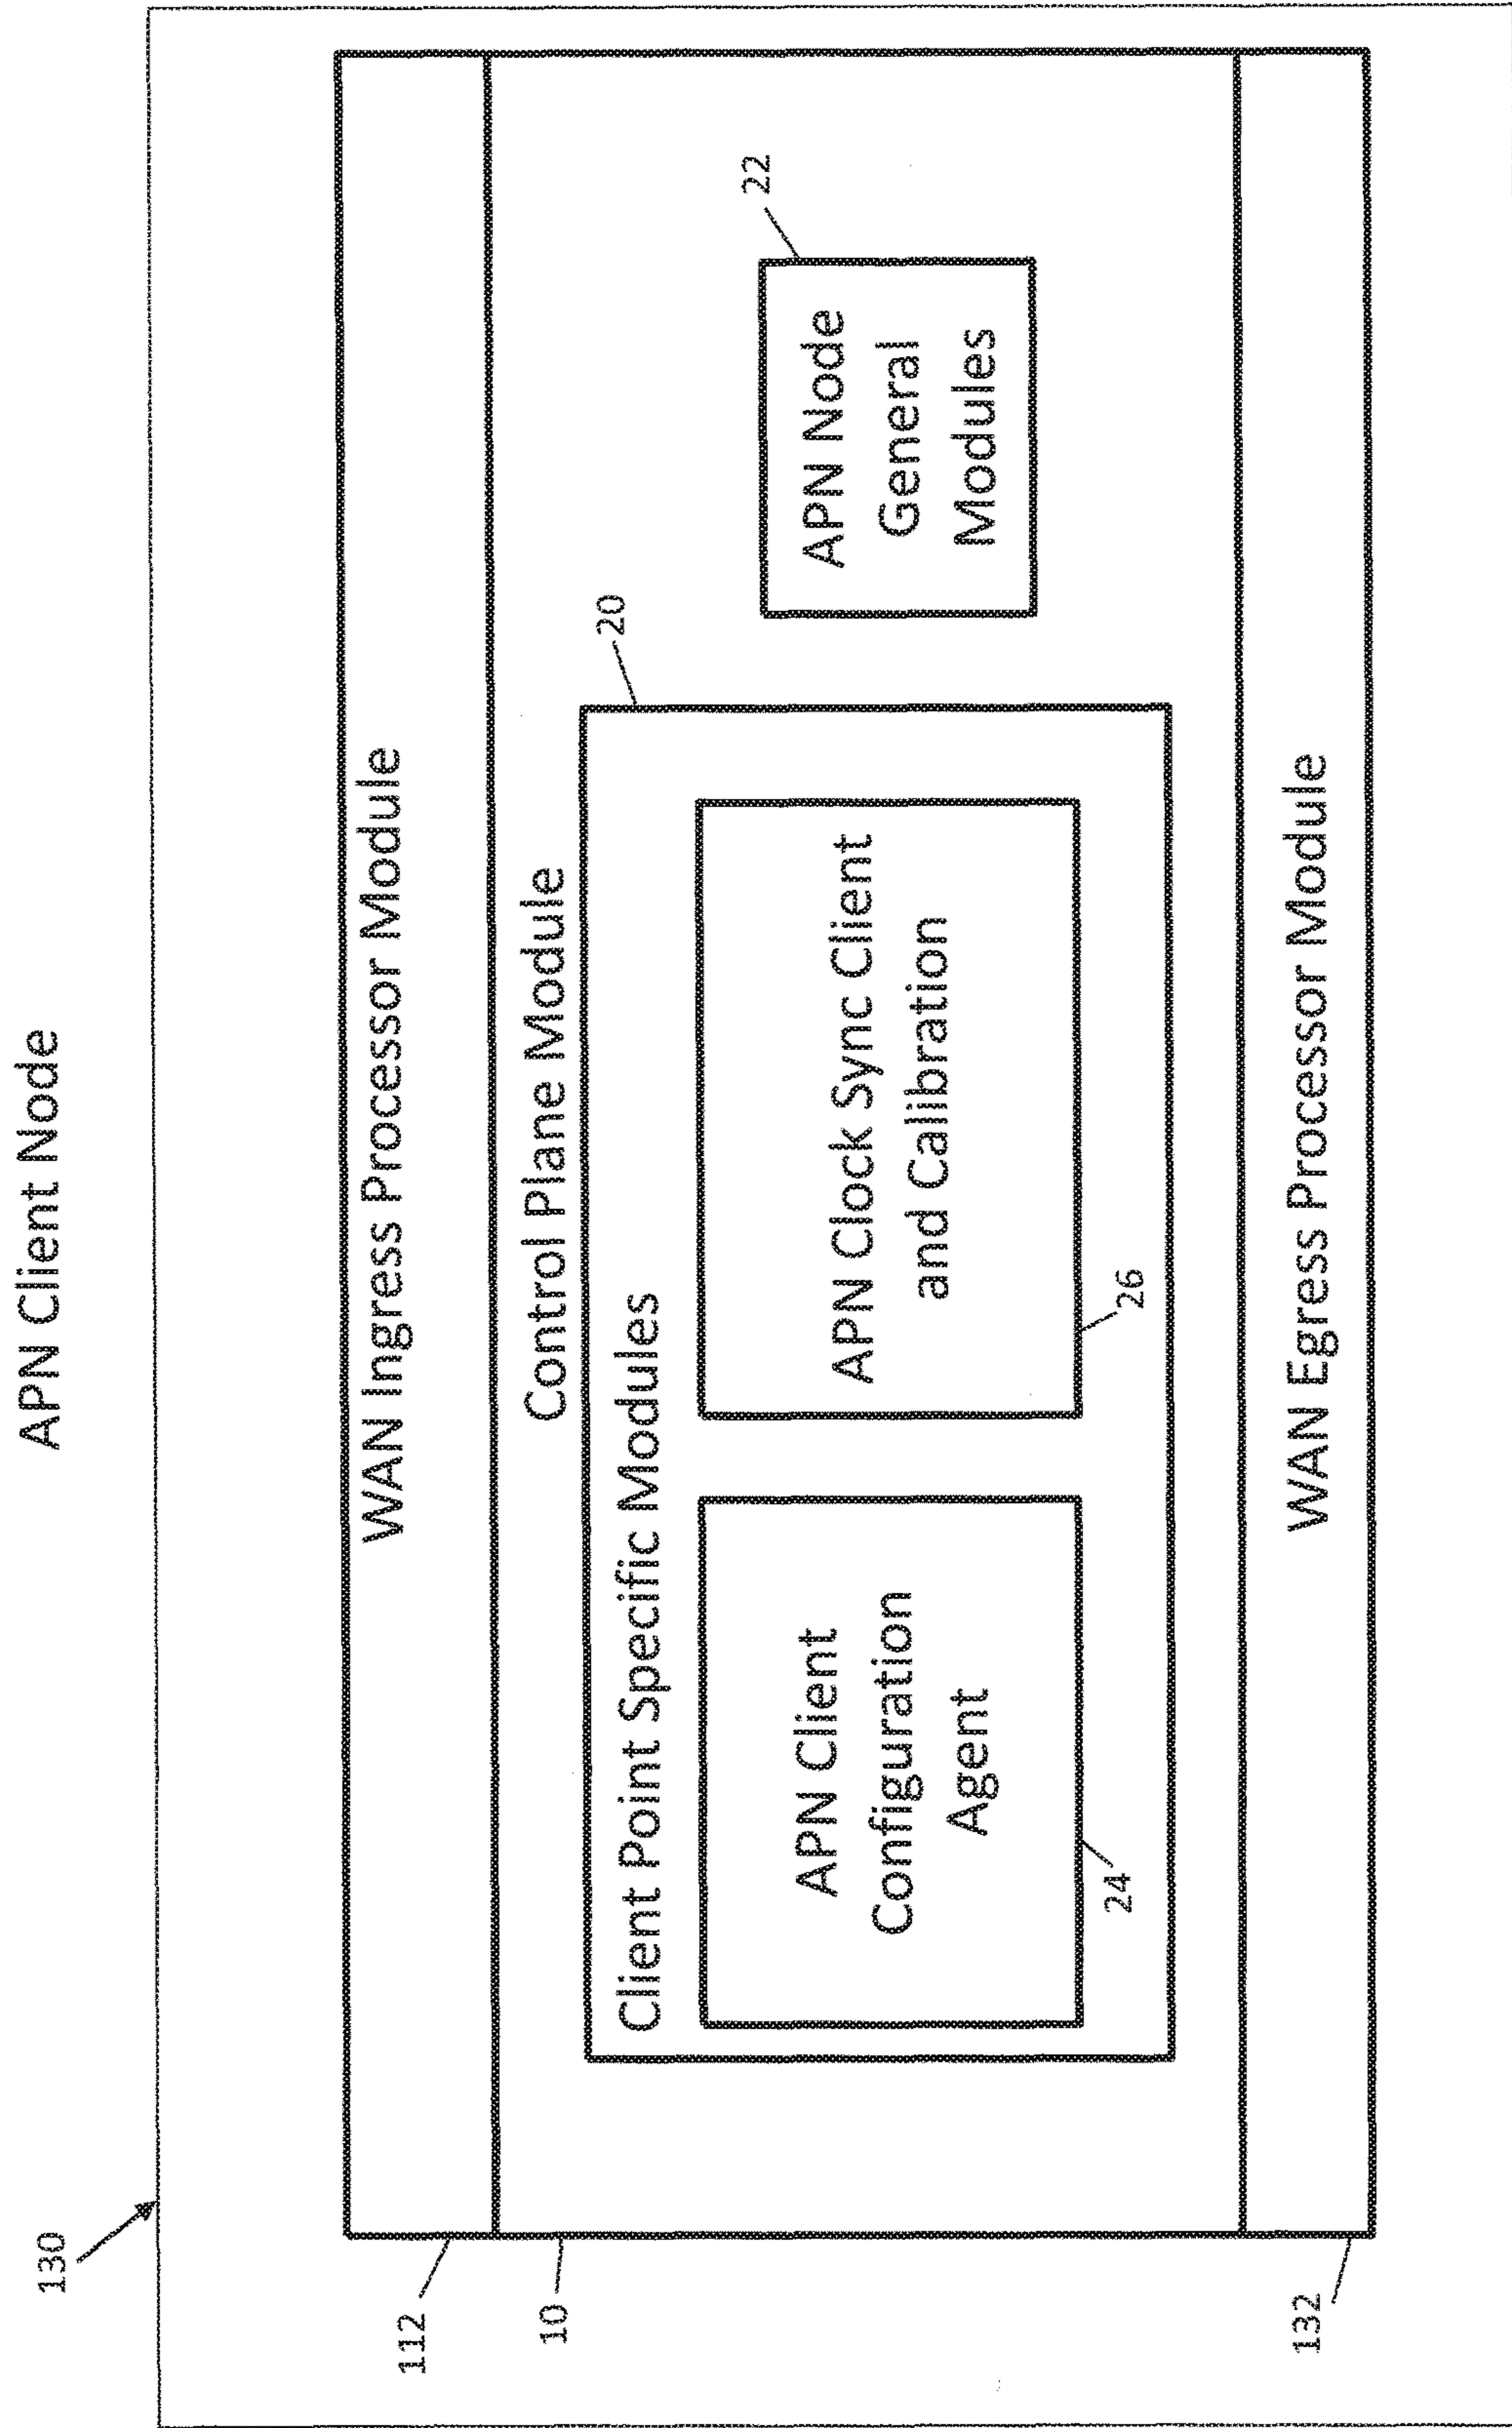 APN Client Node
130
WAN Ingress Processor Module
112
Control Plane Module
10
Client Point Specific Modules
20
APN Client
Configuration
Agent
24
APN Clock Sync Client
and Calibration
26
APN Node
General
Modules
22
WAN Egress Processor Module
132